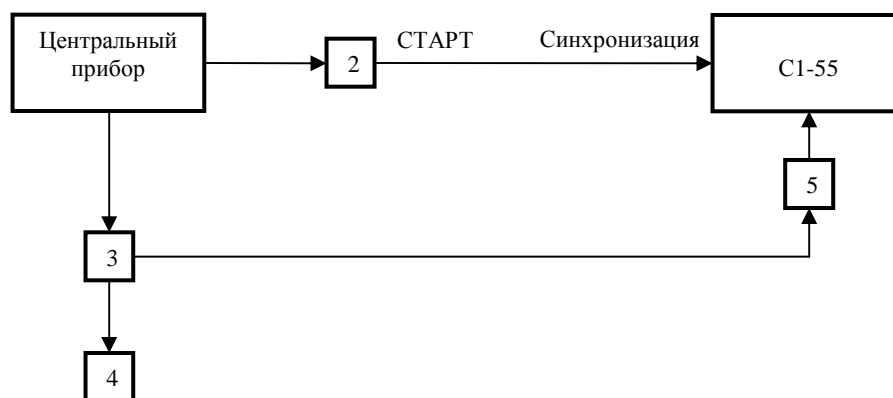 Центральный
прибор
2
СТАРТ
Синхронизация
С1-55
5
3
4